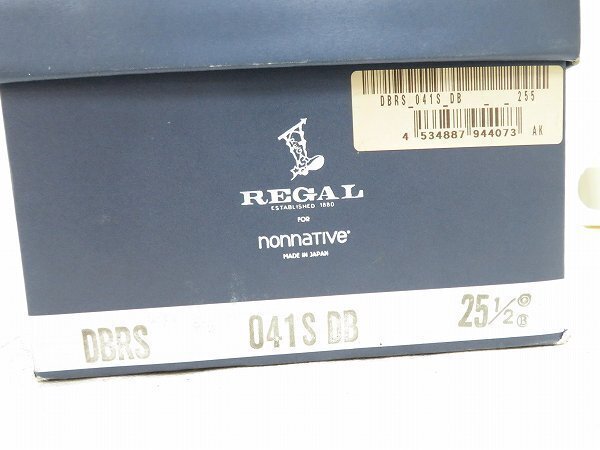 DBRS_041S_DB _ _ 255
4 534887 944073 AK
REGAL
ESTABLISHED 1880
FOR
nonnative
MADE IN JAPAN
DBRS 041S DB 25 1/2 ®